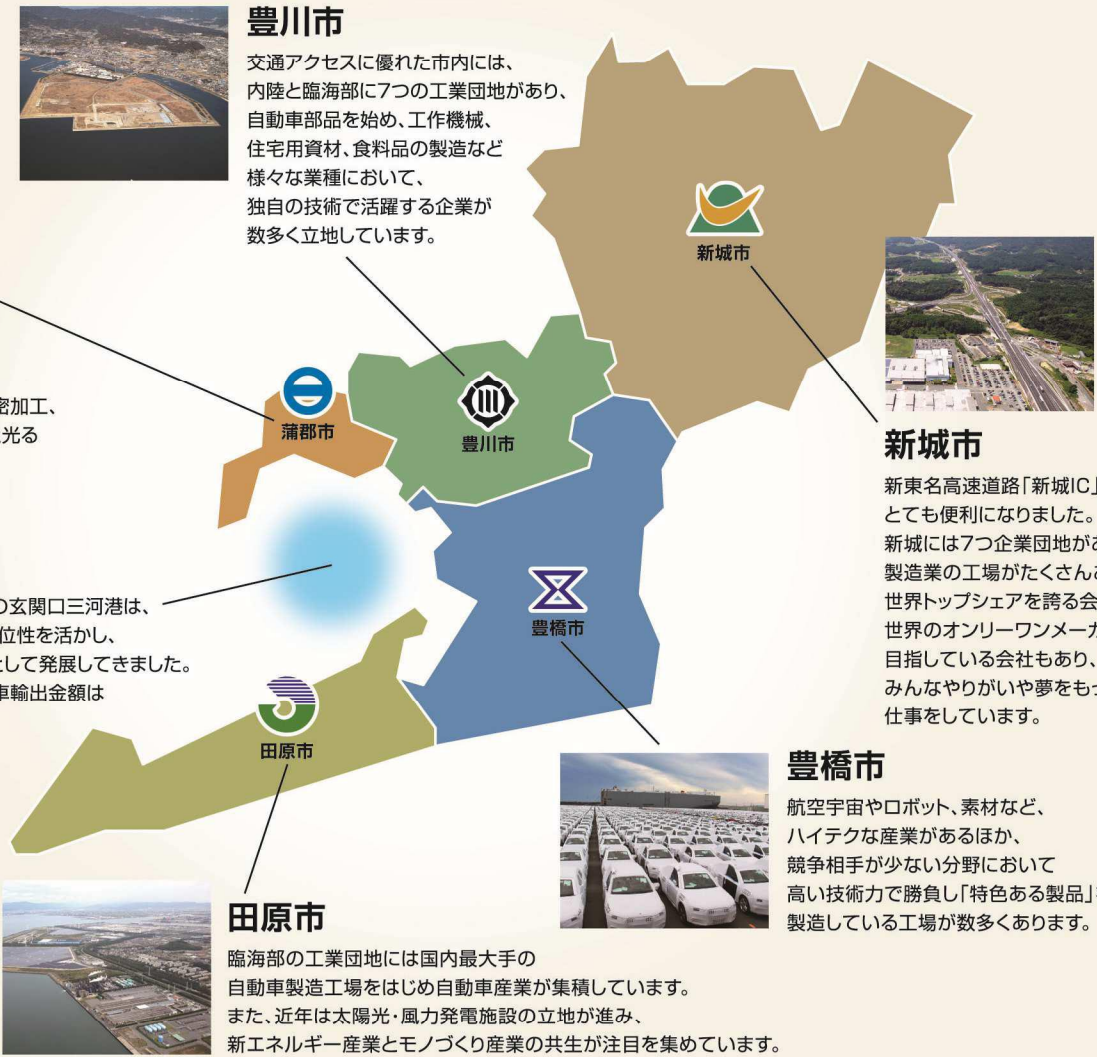 豊川市
交通アクセスに優れた市内には、
内陸と臨海部に7つの工業団地があり、
自動車部品を始め、工作機械、
住宅用資材、食料品の製造など
様々な業種において、
独自の技術で活躍する企業が
数多く立地しています。
新城市
蒲郡市
豊川市
密加工、
光る
新城市
新東名高速道路「新城IC」
とても便利になりました。
新城には7つ企業団地があ
製造業の工場がたくさんあ
世界トップシェアを誇る会
世界のオンリーワンメーカ
目指している会社もあり、
みんなやりがいや夢をもっ
仕事をしています。
の玄関口三河港は、
位性を活かし、
として発展してきました。
車輸出金額は
豊橋市
田原市
豊橋市
航空宇宙やロボット、素材など、
ハイテクな産業があるほか、
競争相手が少ない分野において
高い技術力で勝負し「特色ある製品」
製造している工場が数多くあります。
田原市
臨海部の工業団地には国内最大手の
自動車製造工場をはじめ自動車産業が集積しています。
また、近年は太陽光・風力発電施設の立地が進み、
新エネルギー産業とモノづくり産業の共生が注目を集めています。